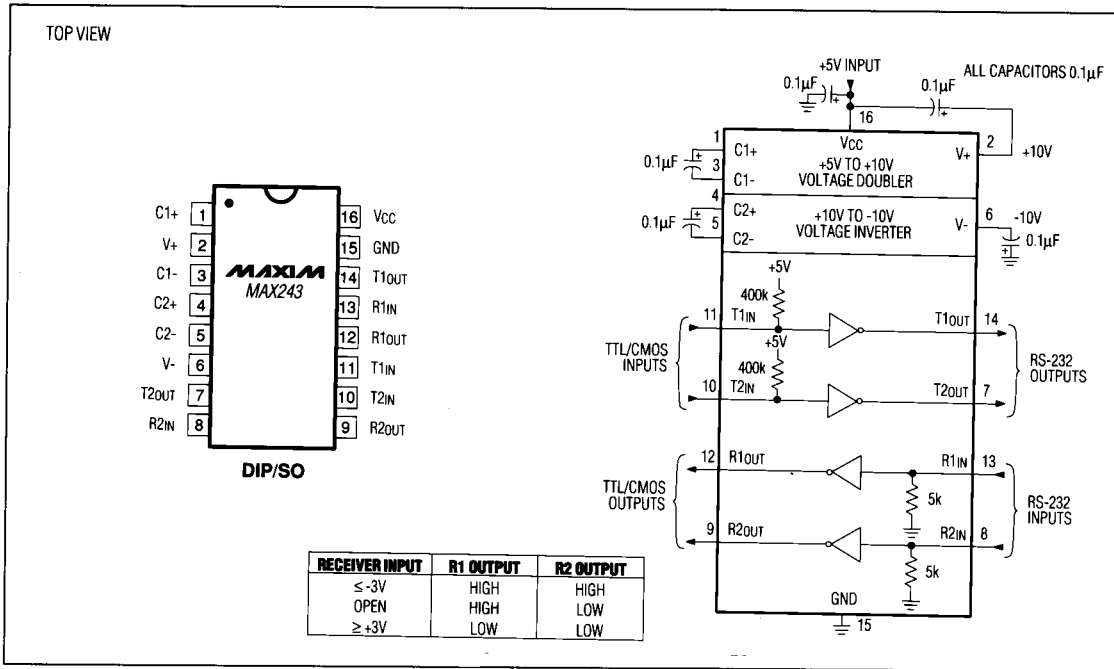 TOP VIEW
C1+ 1
V+ 2
C1- 3
C2+ 4
C2- 5
V- 6
T2OUT 7
R2IN 8
16 VCC
15 GND
14 T1OUT
13 R1IN
12 R1OUT
11 T1IN
10 T2IN
9 R2OUT
MAXIM
MAX243
DIP/SO
+5V INPUT
ALL CAPACITORS 0.1µF
0.1µF
0.1µF
16
1
C1+
VCC
V+
2
+10V
0.1µF
3
+5V TO +10V
VOLTAGE DOUBLER
C1-
4
C2+
+10V TO -10V
VOLTAGE INVERTER
V-
6
-10V
0.1µF
5
C2-
0.1µF
+5V
400k
11
T1IN
T1OUT
14
TTL/CMOS
INPUTS
+5V
400k
RS-232
OUTPUTS
10
T2IN
T2OUT
7
12
R1OUT
R1IN
13
TTL/CMOS
OUTPUTS
5k
RS-232
INPUTS
9
R2OUT
R2IN
8
5k
GND
15
RECEIVER INPUT R1 OUTPUT R2 OUTPUT
≤ -3V HIGH HIGH
OPEN HIGH LOW
≥ +3V LOW LOW